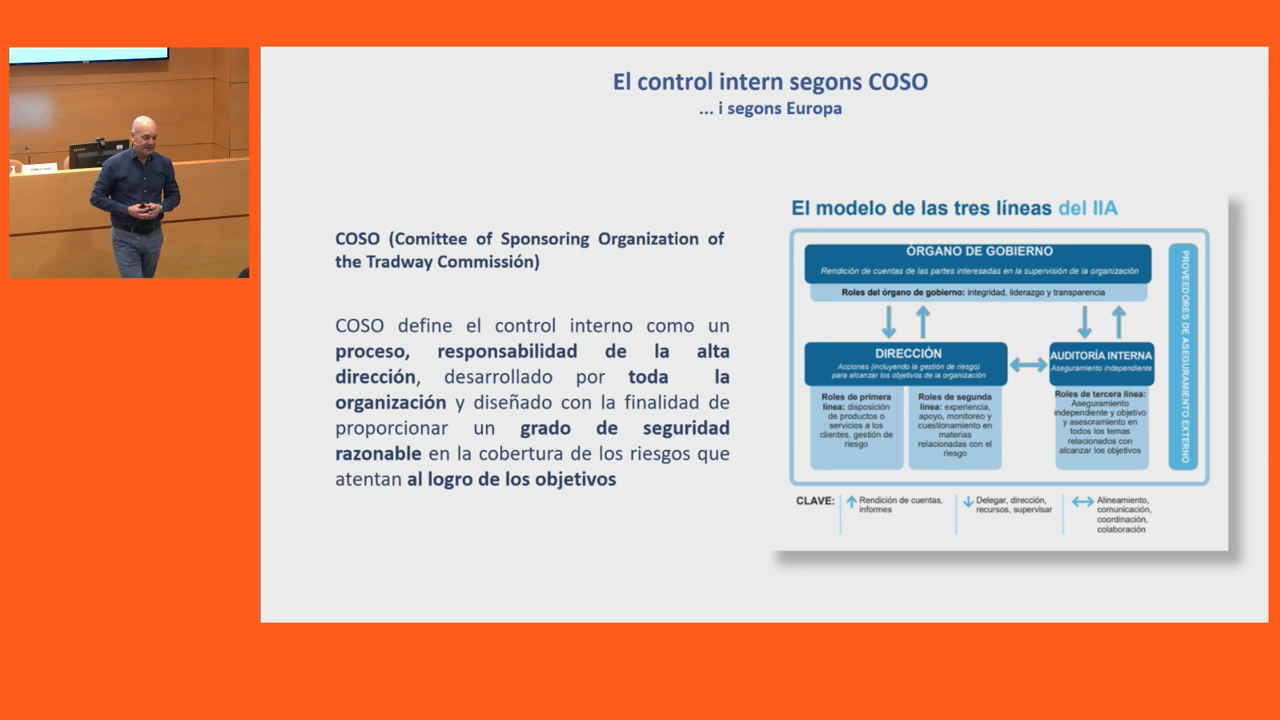 El control intern segons COSO
... i segons Europa
COSO (Comittee of Sponsoring Organization of
the Tradway Commissión)
COSO define el control interno como un
proceso, responsabilidad de la alta
dirección, desarrollado por toda la
organización y diseñado con la finalidad de
proporcionar un grado de seguridad
razonable en la cobertura de los riesgos que
atentan al logro de los objetivos
El modelo de las tres líneas del IIA
ÓRGANO DE GOBIERNO
Rendición de cuentas de las partes interesadas en la supervisión de la organización
Roles del órgano de gobierno: integridad, liderazgo y transparencia
DIRECCIÓN
Acciones (incluyendo la gestión de riesgo)
para alcanzar los objetivos de la organización
Roles de primera
línea: disposición
de productos o
servicios a los
clientes, gestión de
riesgo
Roles de segunda
línea: experiencia,
apoyo, monitoreo y
cuestionamiento en
materias
relacionadas con el
riesgo
AUDITORÍA INTERNA
Aseguramiento independiente
Roles de tercera línea:
Aseguramiento
independiente y objetivo
y asesoramiento en
todos los temas
relacionados con
alcanzar los objetivos
PROVEEDORES DE ASEGURAMIENTO EXTERNO
CLAVE:
Rendición de cuentas,
informes
Delegar, dirección,
recursos, supervisar
Alineamiento,
comunicación,
coordinación,
colaboración